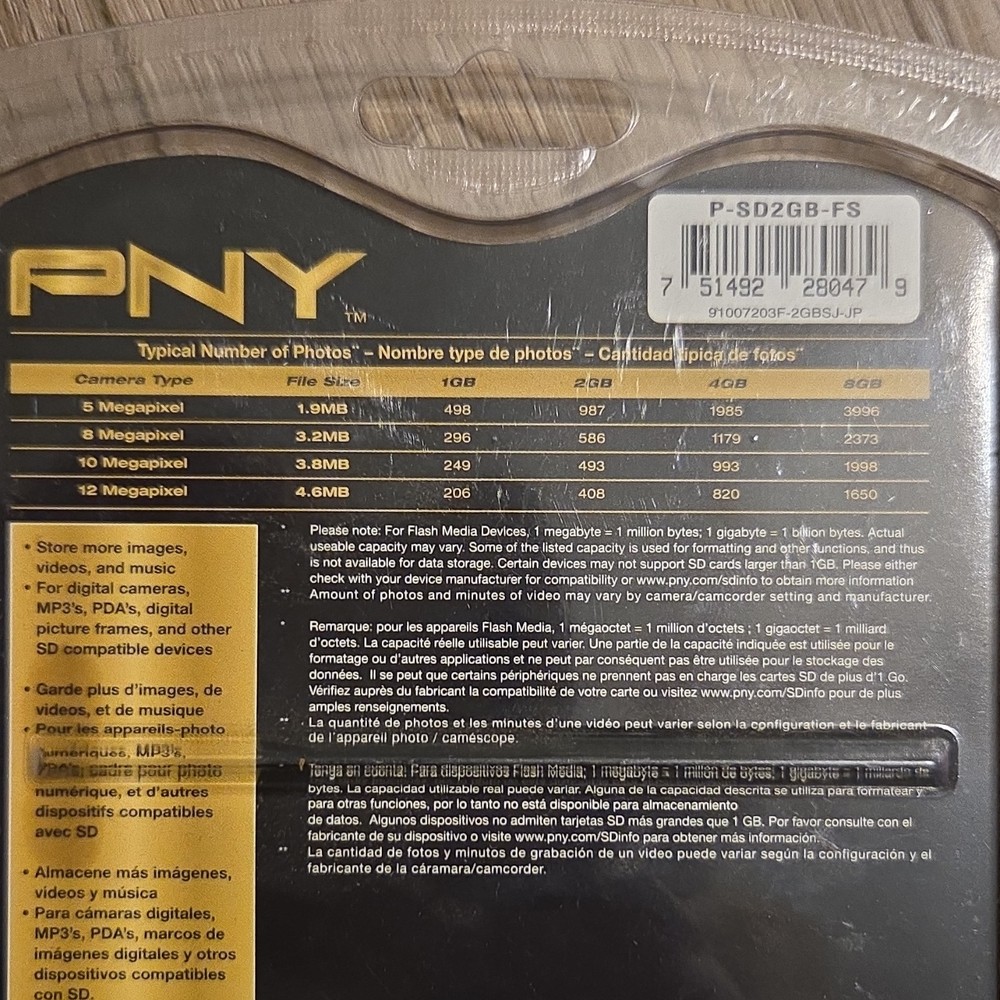 P-SD2GB-FS
7 51492 28047 9
91007203F-2GBSJ-JP
PNY™
Typical Number of Photos** – Nombre type de photos** – Cantidad tipica de fotos**
Camera Type File Size 1GB 2GB 4GB 8GB
5 Megapixel 1.9MB 498 987 1985 3996
8 Megapixel 3.2MB 296 586 1179 2373
10 Megapixel 3.8MB 249 493 993 1998
12 Megapixel 4.6MB 206 408 820 1650
• Store more images,
videos, and music
• For digital cameras,
MP3's, PDA's, digital
picture frames, and other
SD compatible devices
• Garde plus d'images, de
videos, et de musique
• Pour les appareils-photo
numériques, MP3's,
PDA's, cadre pour photo
numérique, et d'autres
dispositifs compatibles
avec SD
• Almacene más imágenes,
videos y música
• Para cámaras digitales,
MP3's, PDA's, marcos de
imágenes digitales y otros
dispositivos compatibles
con SD.
* Please note: For Flash Media Devices, 1 megabyte = 1 million bytes; 1 gigabyte = 1 billion bytes. Actual
useable capacity may vary. Some of the listed capacity is used for formatting and other functions, and thus
is not available for data storage. Certain devices may not support SD cards larger than 1GB. Please either
check with your device manufacturer for compatibility or www.pny.com/sdinfo to obtain more information
** Amount of photos and minutes of video may vary by camera/camcorder setting and manufacturer.
* Remarque: pour les appareils Flash Media, 1 mégaoctet = 1 million d'octets ; 1 gigaoctet = 1 milliard
d'octets. La capacité réelle utilisable peut varier. Une partie de la capacité indiquée est utilisée pour le
formatage ou d'autres applications et ne peut par conséquent pas être utilisée pour le stockage des
données. Il se peut que certains périphériques ne prennent pas en charge les cartes SD de plus d'1 Go.
Vérifiez auprès du fabricant la compatibilité de votre carte ou visitez www.pny.com/SDinfo pour de plus
amples renseignements.
** La quantité de photos et les minutes d'une vidéo peut varier selon la configuration et le fabricant
de l'appareil photo / caméscope.
* Tenga en cuenta: Para dispositivos Flash Media; 1 megabyte = 1 millón de bytes; 1 gigabyte = 1 millardo de
bytes. La capacidad utilizable real puede variar. Alguna de la capacidad descrita se utiliza para formatear y
para otras funciones, por lo tanto no está disponible para almacenamiento
de datos. Algunos dispositivos no admiten tarjetas SD más grandes que 1 GB. Por favor consulte con el
fabricante de su dispositivo o visite www.pny.com/SDinfo para obtener más información.
** La cantidad de fotos y minutos de grabación de un video puede variar según la configuración y el
fabricante de la cáramara/camcorder.